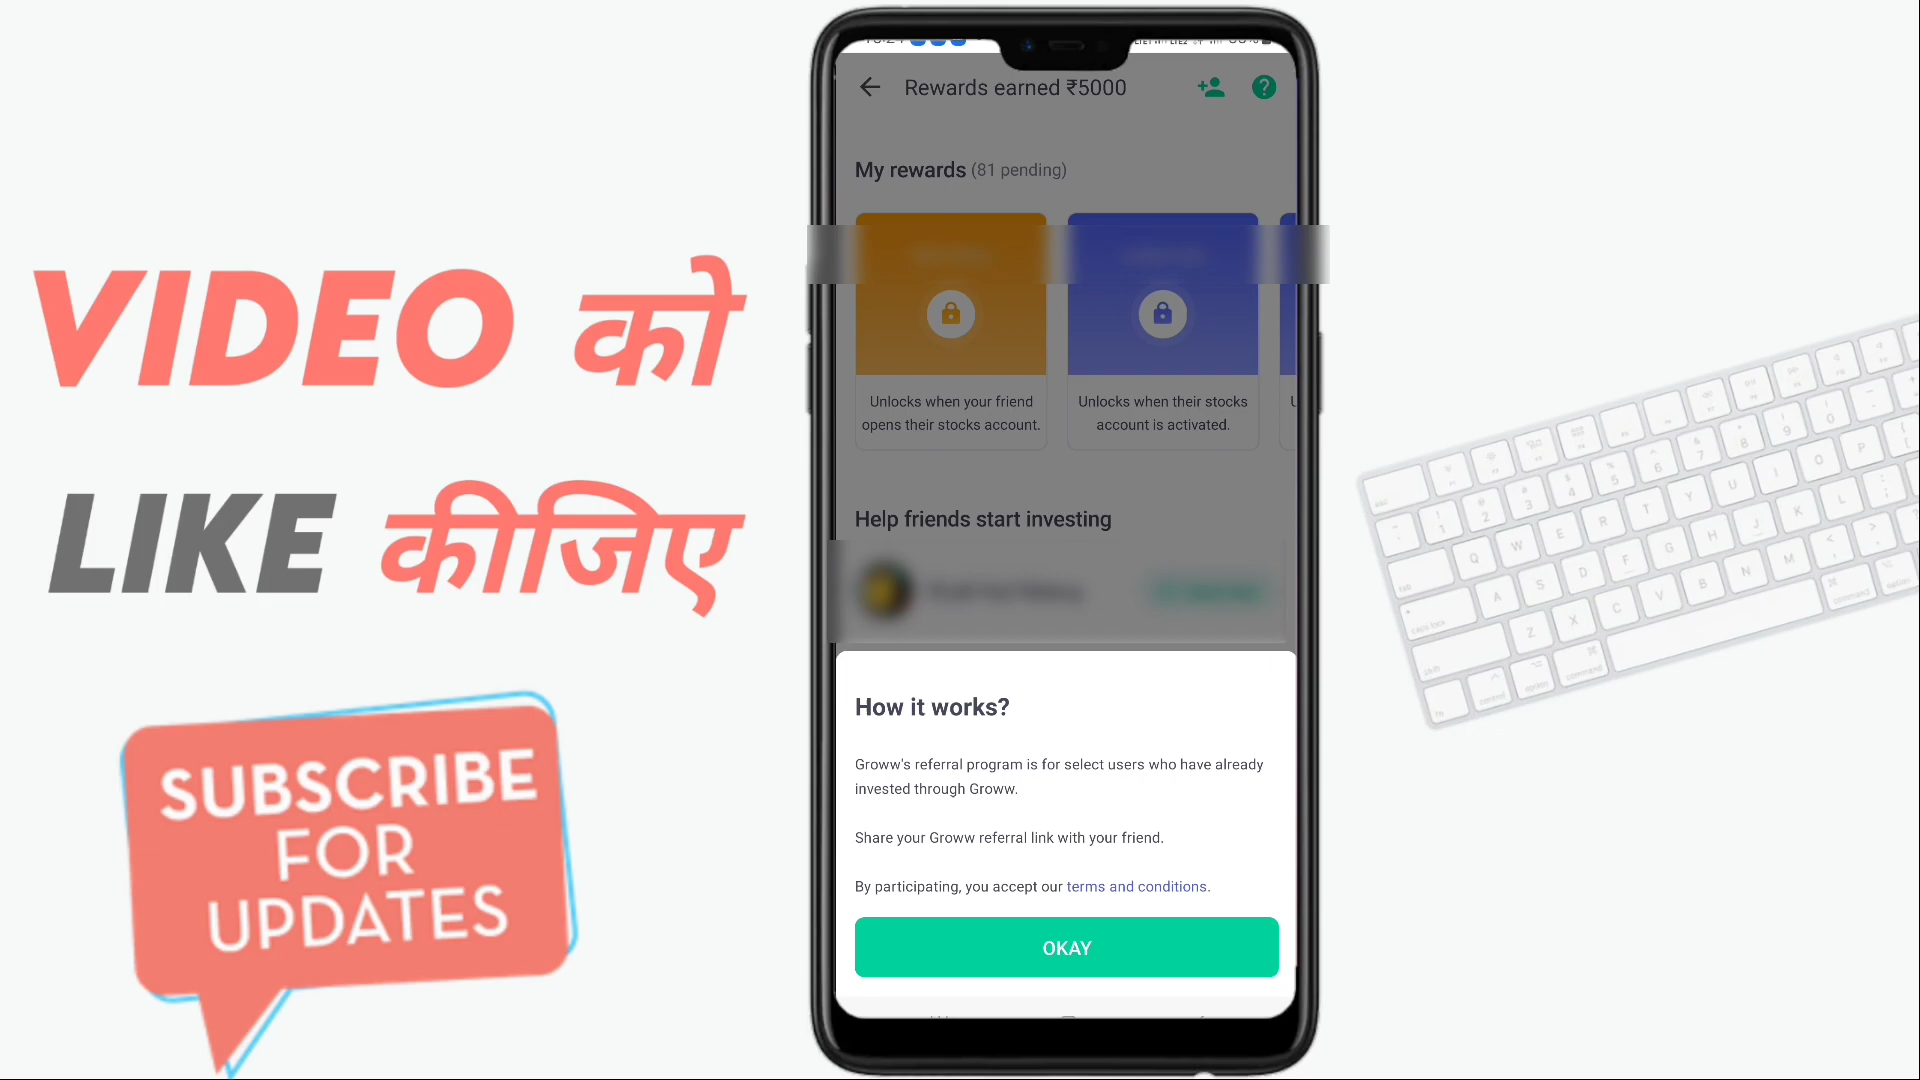 VIDEO को
LIKE कीजिए
SUBSCRIBE
FOR
UPDATES
Rewards earned ₹5000
My rewards (81 pending)
Unlocks when your friend
opens their stocks account.
Unlocks when their stocks
account is activated.
Help friends start investing
How it works?
Groww's referral program is for select users who have already
invested through Groww.
Share your Groww referral link with your friend.
By participating, you accept our terms and conditions.
OKAY